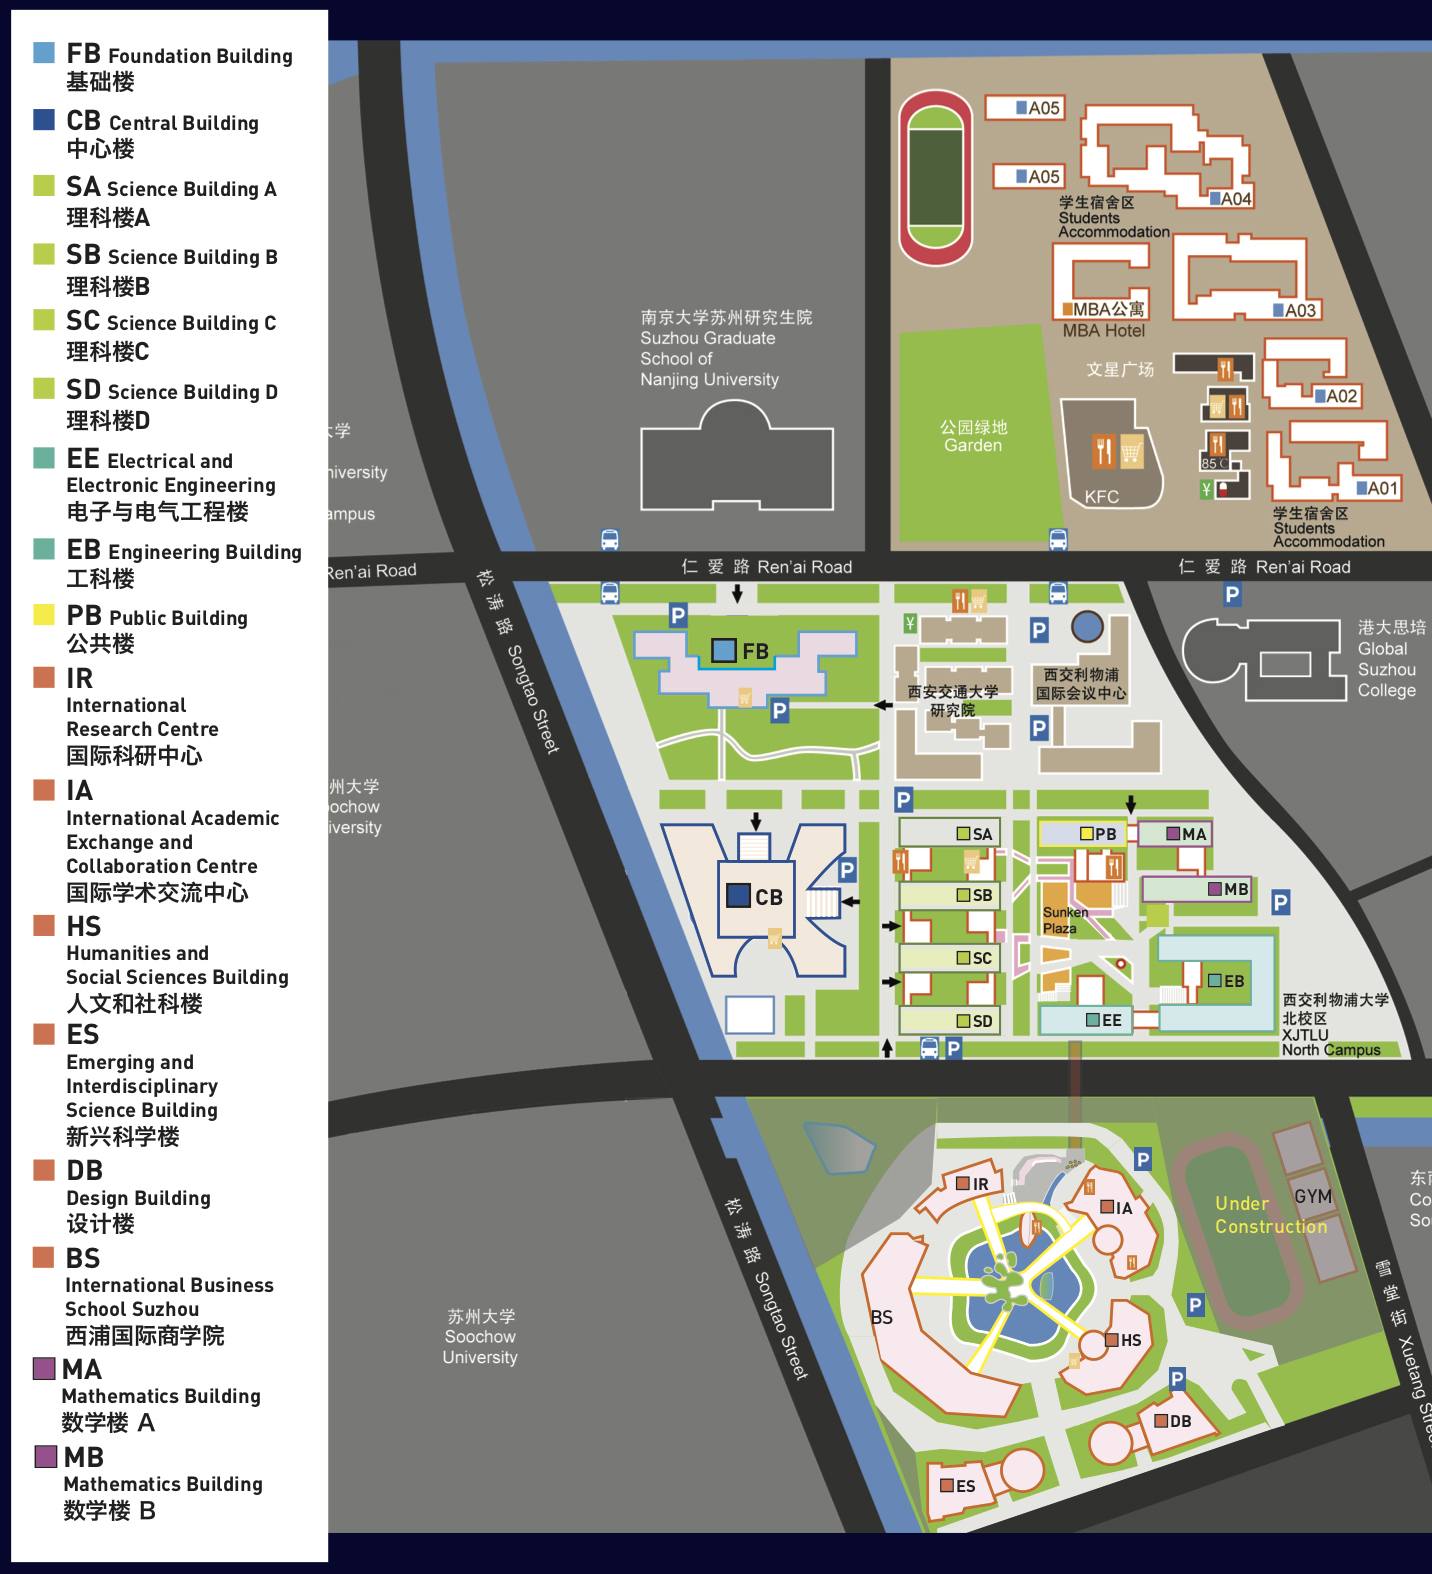 FB Foundation Building
基础楼
CB Central Building
中心楼
SA Science Building A
理科楼A
SB Science Building B
理科楼B
SC Science Building C
理科楼C
SD Science Building D
理科楼D
EE Electrical and
Electronic Engineering
电子与电气工程楼
EB Engineering Building
工科楼
PB Public Building
公共楼
IR
International
Research Centre
国际科研中心
IA
International Academic
Exchange and
Collaboration Centre
国际学术交流中心
HS
Humanities and
Social Sciences Building
人文和社科楼
ES
Emerging and
Interdisciplinary
Science Building
新兴科学楼
DB
Design Building
设计楼
BS
International Business
School Suzhou
西浦国际商学院
MA
Mathematics Building
数学楼 A
MB
Mathematics Building
数学楼 B
A05
A05
A04
学生宿舍区
Students
Accommodation
MBA公寓
MBA Hotel
A03
文星广场
A02
公园绿地
Garden
KFC
85C
¥
A01
学生宿舍区
Students
Accommodation
南京大学苏州研究生院
Suzhou Graduate
School of
Nanjing University
学
niversity
ampus
Ren'ai Road
仁爱路 Ren'ai Road
仁爱路 Ren'ai Road
松涛路 Songtao Street
P
FB
P
¥
西安交通大学
研究院
P
西交利物浦
国际会议中心
P
P
港大思培
Global
Suzhou
College
州大学
ochow
iversity
P
CB
P
SA
SB
SC
SD
PB
MA
MB
Sunken
Plaza
P
EB
EE
P
西交利物浦大学
北校区
XJTLU
North Campus
P
IR
IA
Under
Construction
GYM
东南
Co
So
BS
HS
P
P
DB
ES
松涛路 Songtao Street
雪堂街 Xuetang Street
苏州大学
Soochow
University